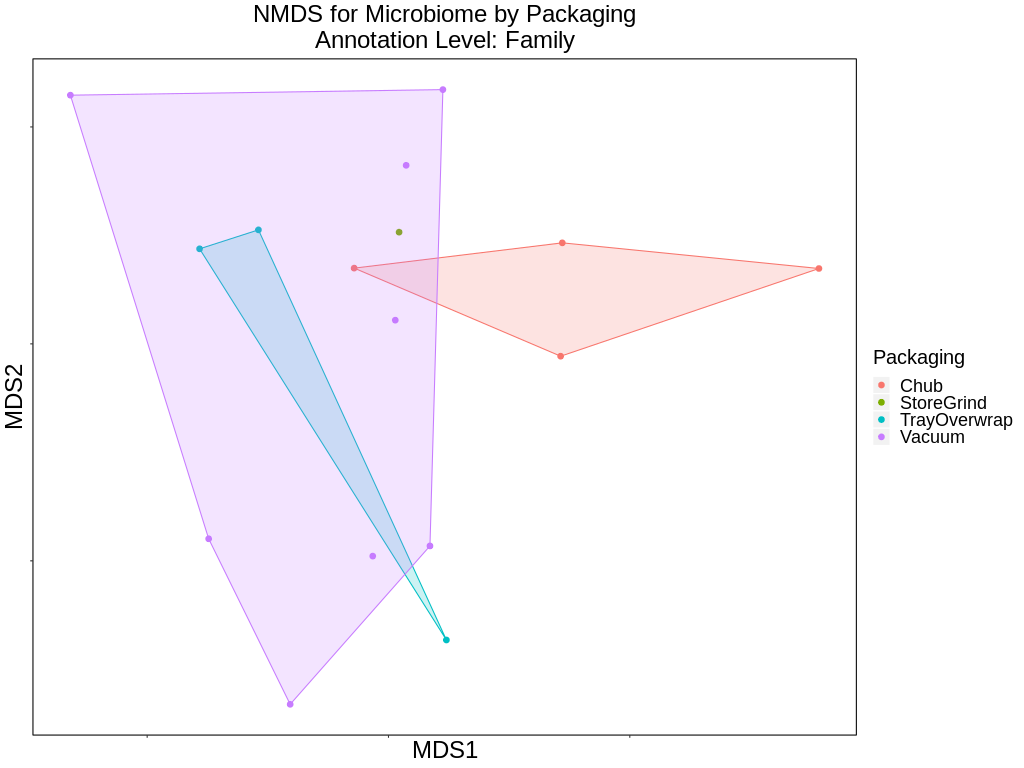 NMDS for Microbiome by Packaging
Annotation Level: Family
MDS2
MDS1
Packaging
Chub
StoreGrind
TrayOverwrap
Vacuum